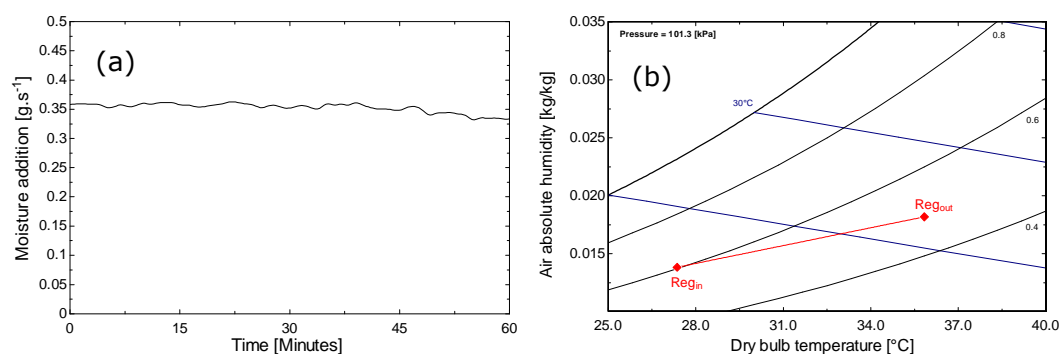 (a)
Moisture addition [g.s⁻¹]
0.5
0.45
0.4
0.35
0.3
0.25
0.2
0.15
0.1
0.05
0
0 15 30 45 60
Time [Minutes]
(b)
Pressure = 101.3 [kPa]
Air absolute humidity [kg/kg]
0.035
0.030
0.025
0.020
0.015
0.8
30°C
0.6
0.4
Reg_out
Reg_in
25.0 28.0 31.0 34.0 37.0 40.0
Dry bulb temperature [°C]